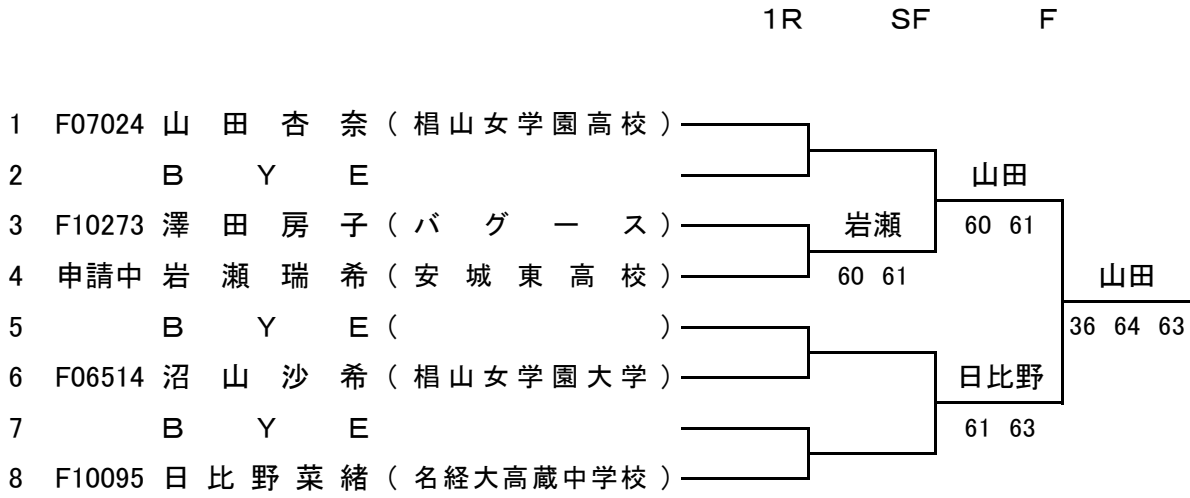 1R SF F
1 F07024 山田杏奈(椙山女学園高校)
2 BYE 山田
3 F10273 澤田房子(バグース) 岩瀬 60 61
4 申請中 岩瀬瑞希(安城東高校) 60 61 山田
5 BYE( ) 36 64 63
6 F06514 沼山沙希(椙山女学園大学) 日比野
7 BYE 61 63
8 F10095 日比野菜緒(名経大高蔵中学校)